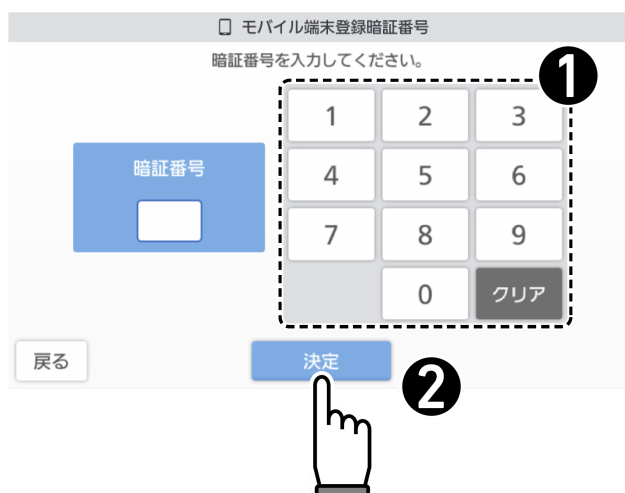 モバイル端末登録暗証番号
暗証番号を入力してください。
❶
1 2 3
暗証番号
4 5 6
7 8 9
0 クリア
戻る 決定
❷